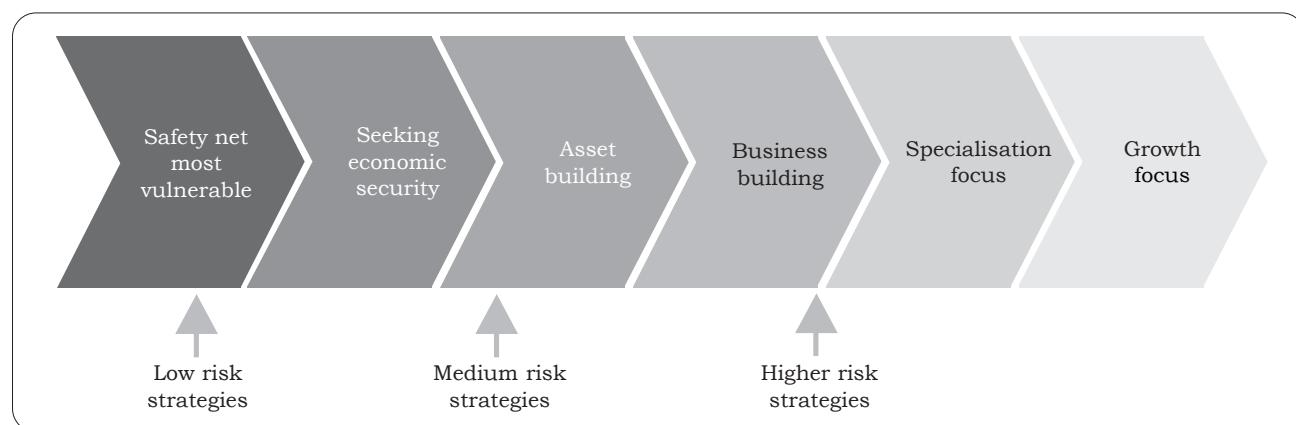 Safety net
most
vulnerable
Seeking
economic
security
Asset
building
Business
building
Specialisation
focus
Growth
focus
Low risk
strategies
Medium risk
strategies
Higher risk
strategies